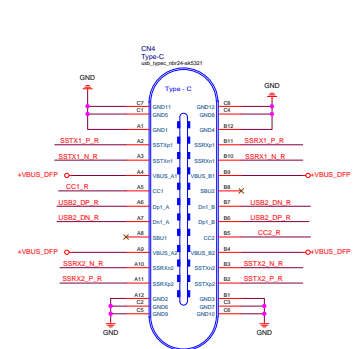 CN4
Type-C
usb_typec_nbr24-ak5321
Type - C
GND
GND
C7 GND11 GND12 C8
C1 GND5 GND8 C4
A1 GND1 GND4 B12
SSTX1_P_R A2 SSTXp1 SSRXp1 B11 SSRX1_P_R
SSTX1_N_R A3 SSTXn1 SSRXn1 B10 SSRX1_N_R
+VBUS_DFP A4 VBUS_A1 VBUS_B1 B9 +VBUS_DFP
CC1_R A5 CC1 SBU2 B8
USB2_DP_R A6 Dp1_A Dn1_B B7 USB2_DN_R
USB2_DN_R A7 Dn1_A Dp1_B B6 USB2_DP_R
A8 SBU1 CC2 B5 CC2_R
+VBUS_DFP A9 VBUS_A2 VBUS_B2 B4 +VBUS_DFP
SSRX2_N_R A10 SSRXn2 SSTXn2 B3 SSTX2_N_R
SSRX2_P_R A11 SSRXp2 SSTXp2 B2 SSTX2_P_R
A12 GND2 GND3 B1
C2 GND6 GND7 C3
C5 GND9 GND10 C6
GND
GND